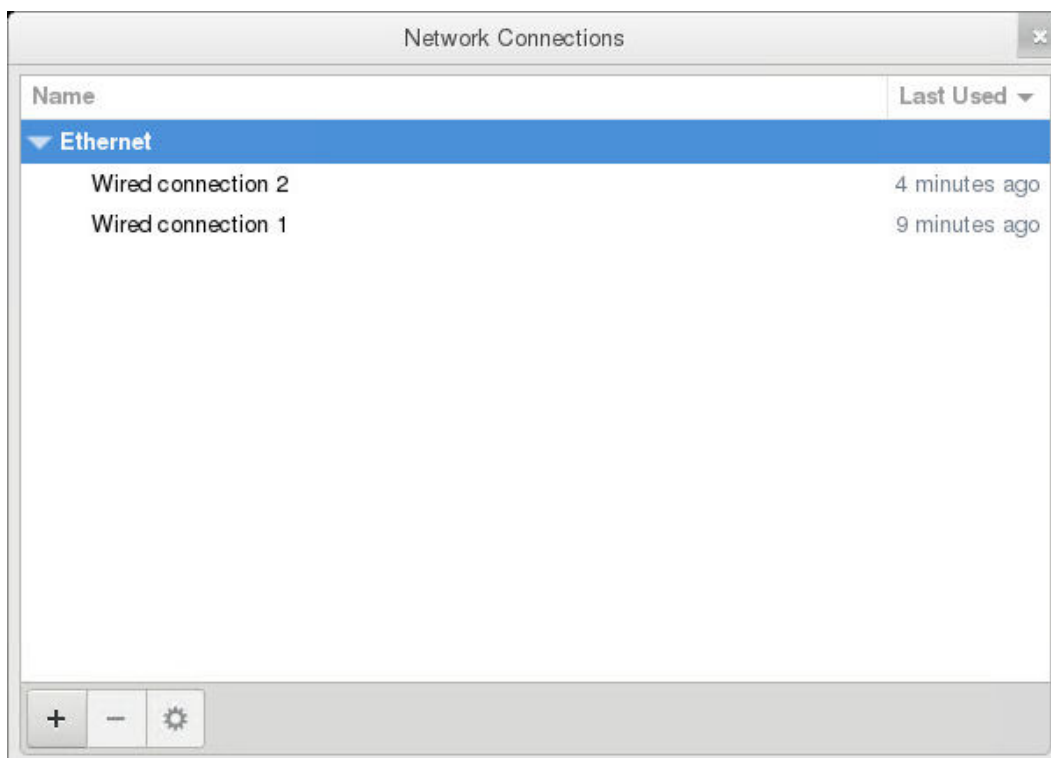 Network Connections
Name Last Used
Ethernet
Wired connection 2 4 minutes ago
Wired connection 1 9 minutes ago